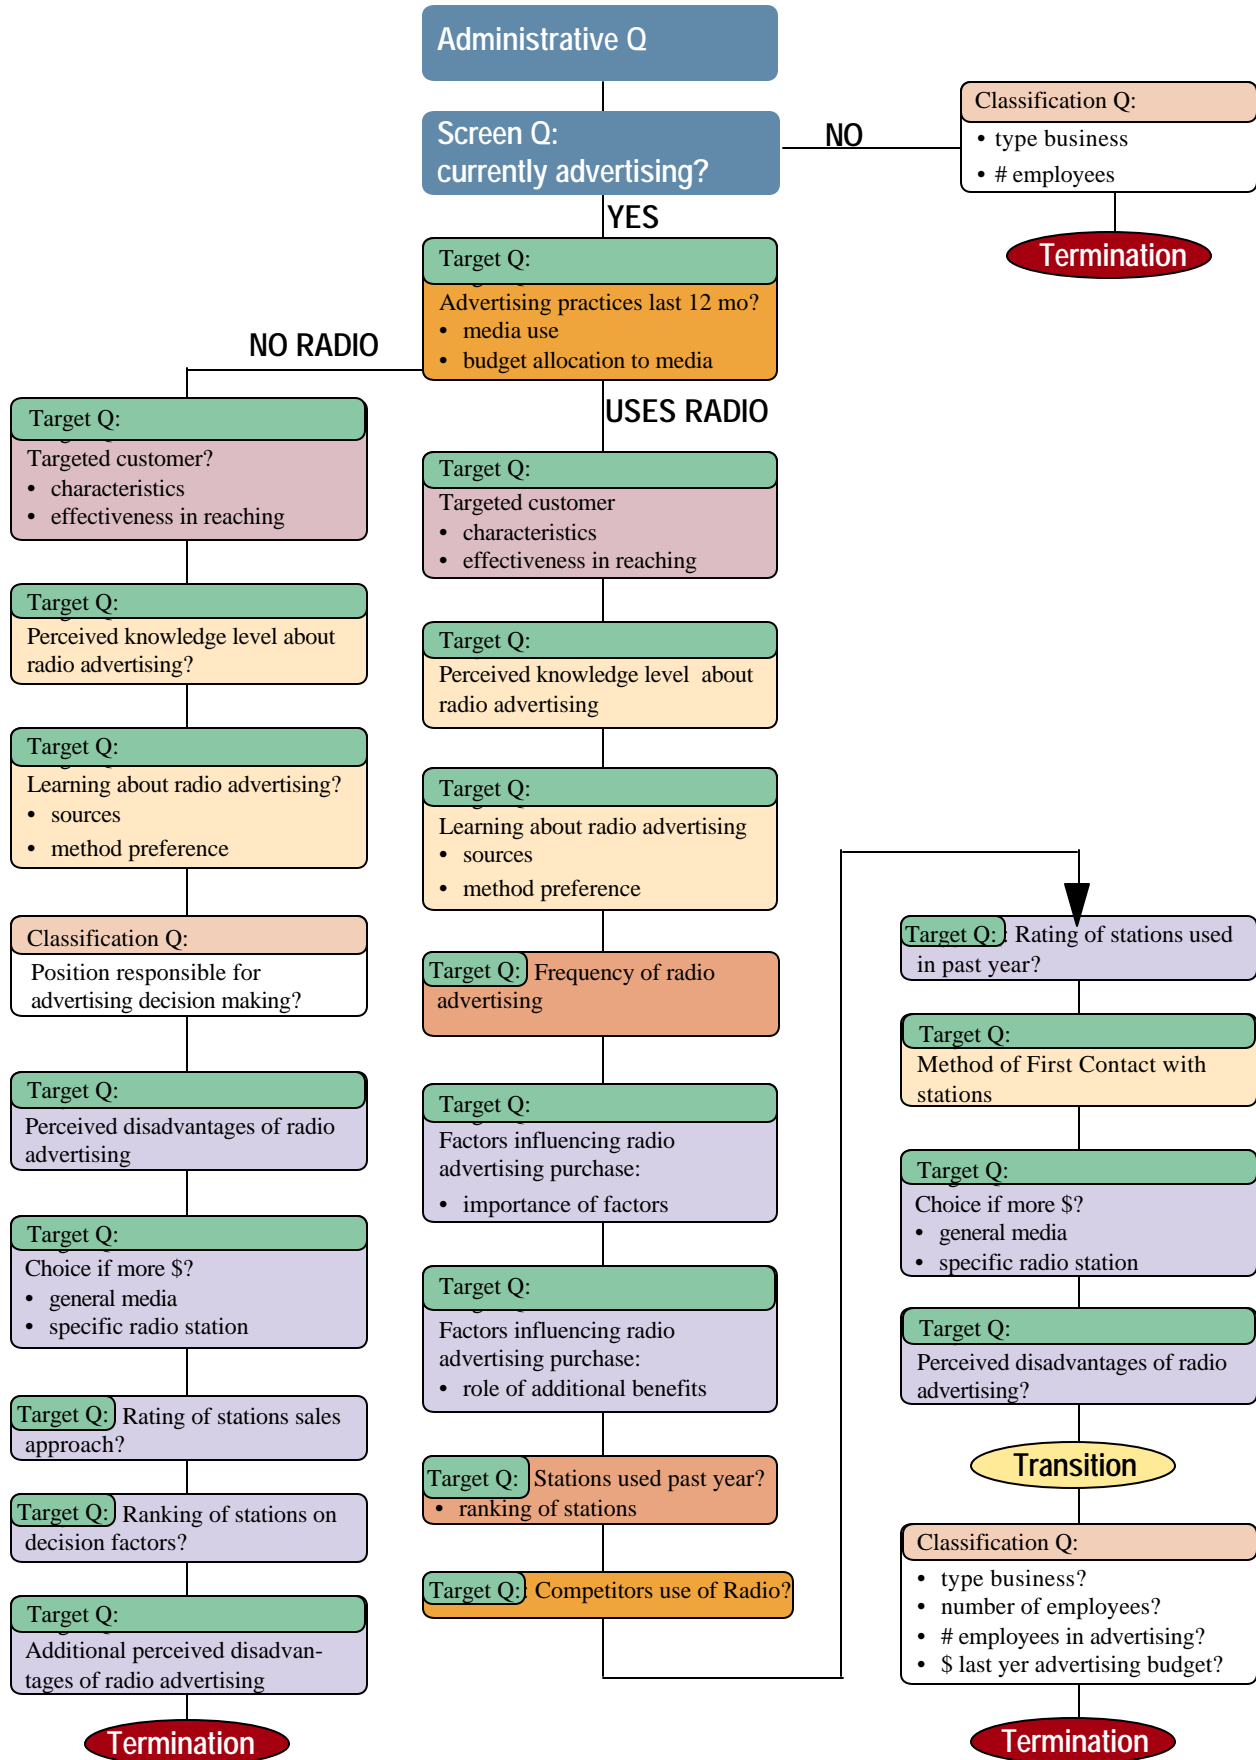 Administrative Q
Screen Q:
currently advertising?
NO
Classification Q:
• type business
• # employees
Termination
YES
Target Q:
Advertising practices last 12 mo?
• media use
• budget allocation to media
NO RADIO
USES RADIO
Target Q:
Targeted customer?
• characteristics
• effectiveness in reaching
Target Q:
Perceived knowledge level about
radio advertising?
Target Q:
Learning about radio advertising?
• sources
• method preference
Classification Q:
Position responsible for
advertising decision making?
Target Q:
Perceived disadvantages of radio
advertising
Target Q:
Choice if more $?
• general media
• specific radio station
Target Q: Rating of stations sales
approach?
Target Q: Ranking of stations on
decision factors?
Target Q:
Additional perceived disadvan-
tages of radio advertising
Termination
Target Q:
Targeted customer
• characteristics
• effectiveness in reaching
Target Q:
Perceived knowledge level about
radio advertising
Target Q:
Learning about radio advertising
• sources
• method preference
Target Q: Frequency of radio
advertising
Target Q:
Factors influencing radio
advertising purchase:
• importance of factors
Target Q:
Factors influencing radio
advertising purchase:
• role of additional benefits
Target Q: Stations used past year?
• ranking of stations
Target Q:: Competitors use of Radio?
Target Q: : Rating of stations used
in past year?
Target Q:
Method of First Contact with
stations
Target Q:
Choice if more $?
• general media
• specific radio station
Target Q:
Perceived disadvantages of radio
advertising?
Transition
Classification Q:
• type business?
• number of employees?
• # employees in advertising?
• $ last yer advertising budget?
Termination